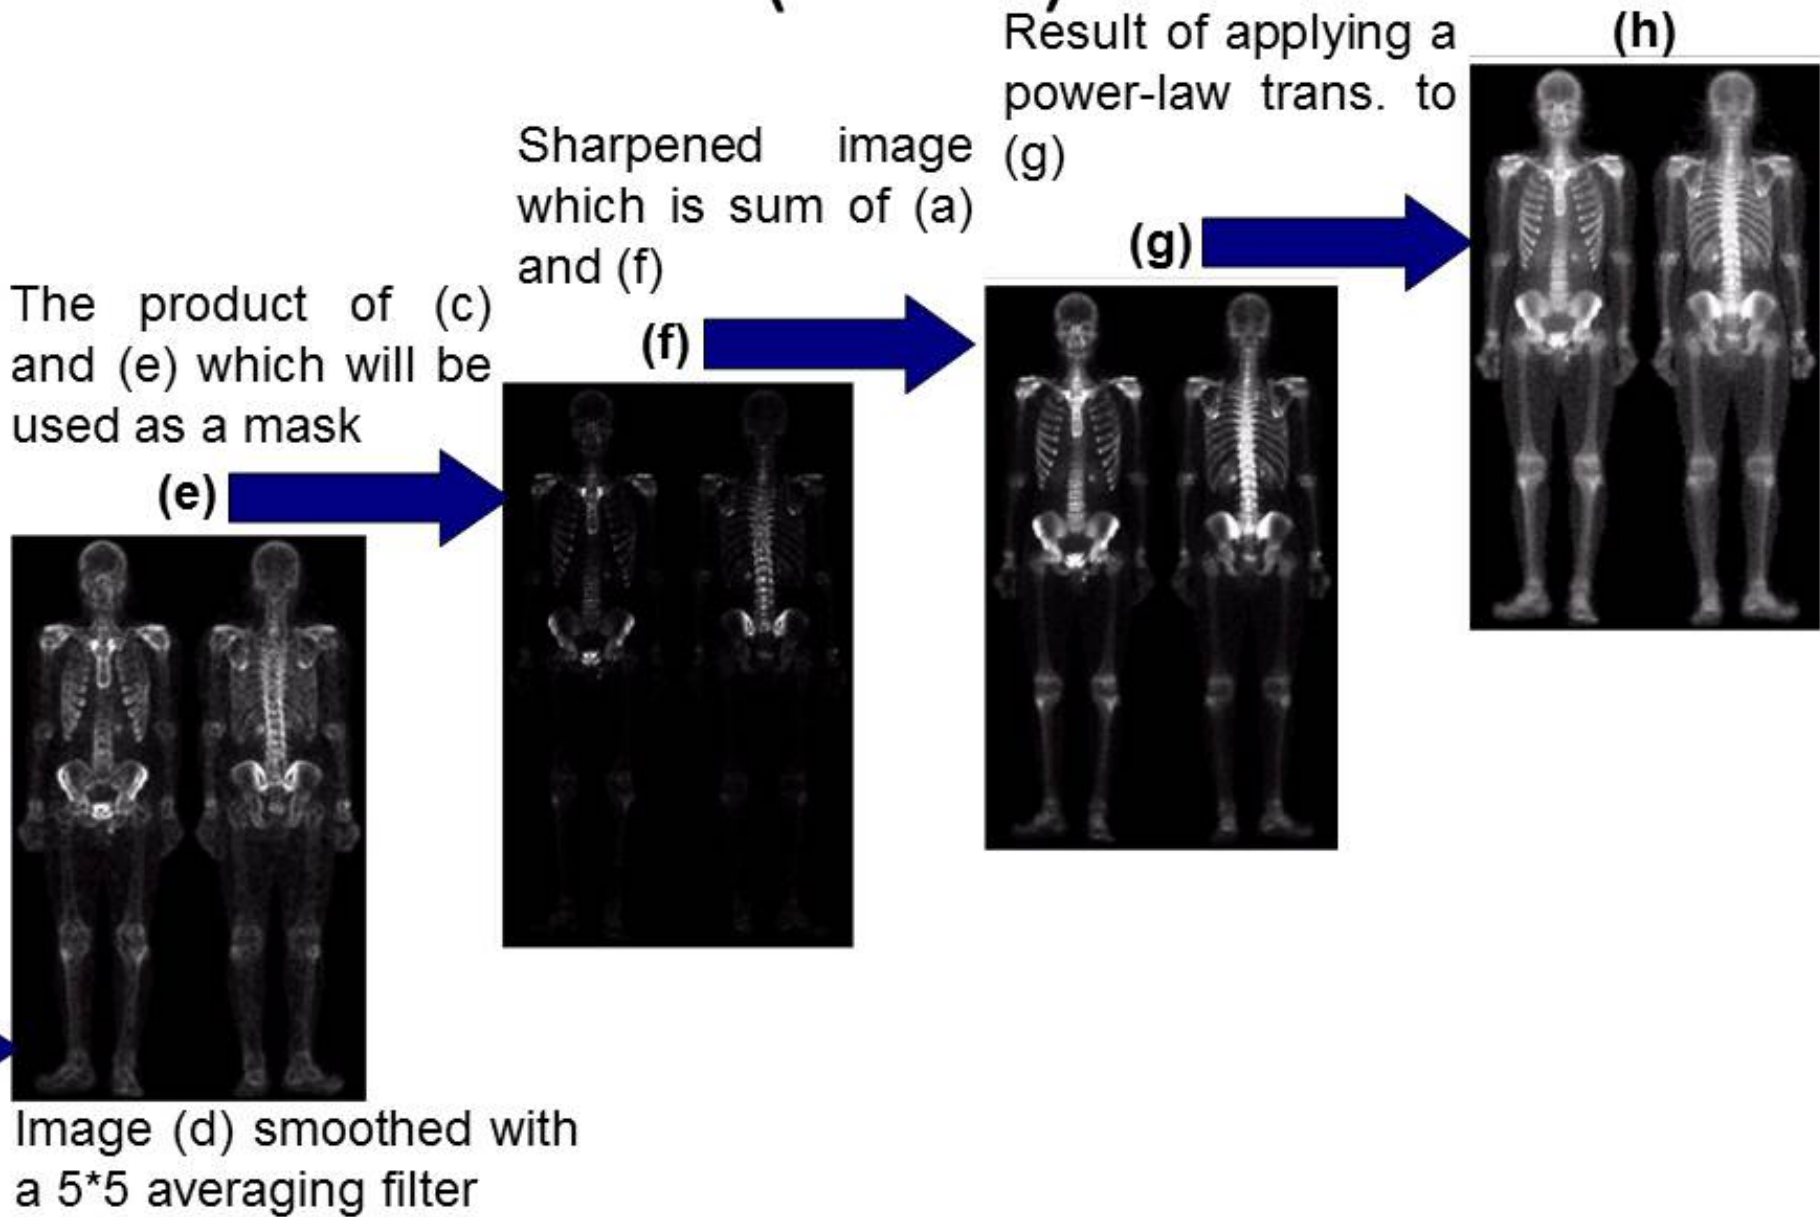 Result of applying a
power-law trans. to
(g)
(h)
Sharpened image
which is sum of (a)
and (f)
(g)
The product of (c)
and (e) which will be
used as a mask
(f)
(e)
Image (d) smoothed with
a 5*5 averaging filter